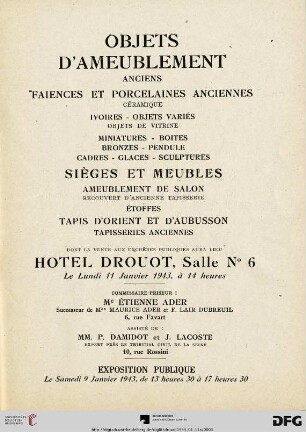 OBJETS
D'AMEUBLEMENT
ANCIENS
FAIENCES ET PORCELAINES ANCIENNES
CÉRAMIQUE
IVOIRES - OBJETS VARIÉS
OBJETS DE VITRINE
MINIATURES - BOITES
BRONZES - PENDULE
CADRES - GLACES - SCULPTURES
SIÈGES ET MEUBLES
AMEUBLEMENT DE SALON
RECOUVERT D'ANCIENNE TAPISSERIE
ÉTOFFES
TAPIS D'ORIENT ET D'AUBUSSON
TAPISSERIES ANCIENNES
DONT LA VENTE AUX ENCHÈRES PUBLIQUES AURA LIEU
HOTEL DROUOT, Salle No 6
Le Lundi 11 Janvier 1943, à 14 heures
COMMISSAIRE-PRISEUR :
Me ÉTIENNE ADER
Successeur de Mes MAURICE ADER et F. LAIR DUBREUIL
6, rue Favart
ASSISTÉ DE :
MM. P. DAMIDOT et J. LACOSTE
EXPERT PRÈS LE TRIBUNAL CIVIL DE LA SEINE
10, rue Rossini
EXPOSITION PUBLIQUE
Le Samedi 9 Janvier 1943, de 13 heures 30 à 17 heures 30
UNIVERSITÄTS-
BIBLIOTHEK
HEIDELBERG
DFG